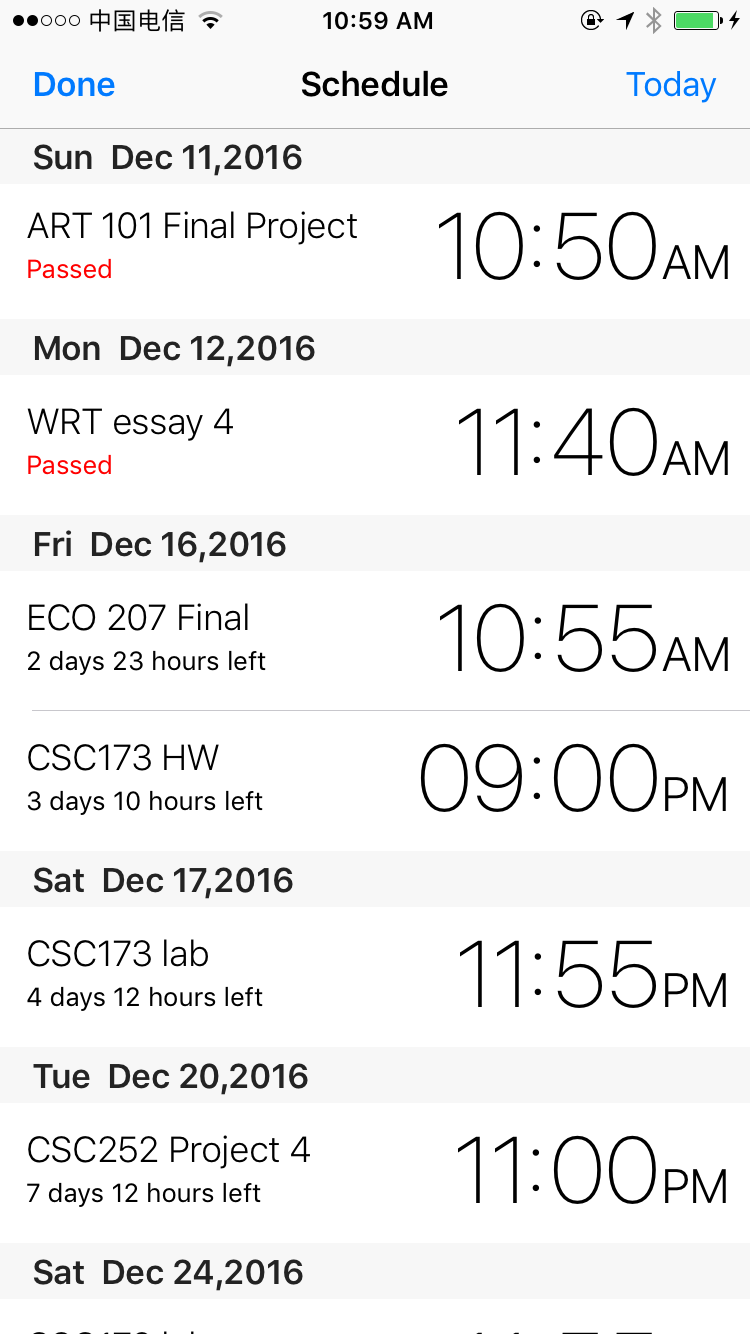 中国电信 10:59 AM
Done Schedule Today
Sun Dec 11,2016
ART 101 Final Project 10:50AM
Passed
Mon Dec 12,2016
WRT essay 4 11:40AM
Passed
Fri Dec 16,2016
ECO 207 Final 10:55AM
2 days 23 hours left
CSC173 HW 09:00PM
3 days 10 hours left
Sat Dec 17,2016
CSC173 lab 11:55PM
4 days 12 hours left
Tue Dec 20,2016
CSC252 Project 4 11:00PM
7 days 12 hours left
Sat Dec 24,2016